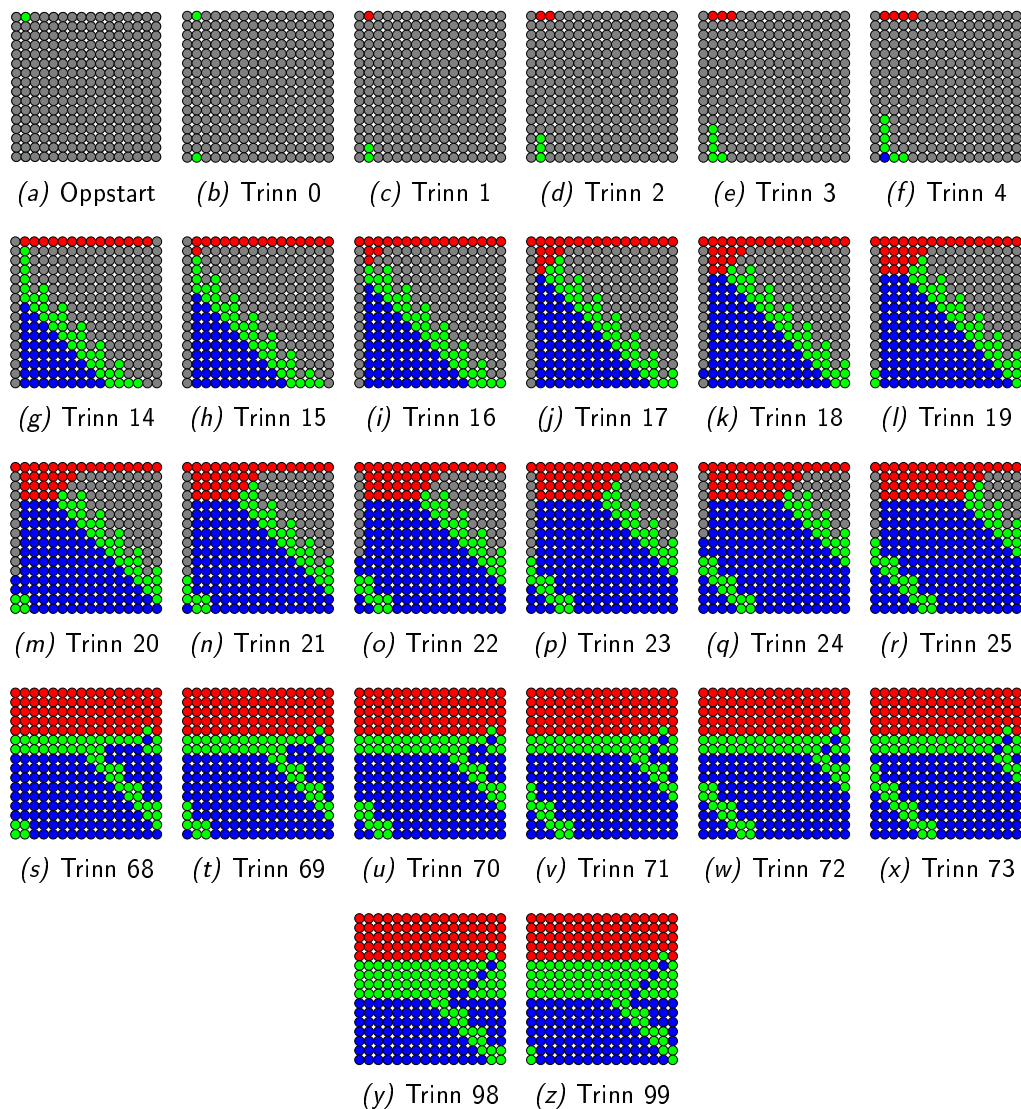 (a) Oppstart (b) Trinn 0 (c) Trinn 1 (d) Trinn 2 (e) Trinn 3 (f) Trinn 4
(g) Trinn 14 (h) Trinn 15 (i) Trinn 16 (j) Trinn 17 (k) Trinn 18 (l) Trinn 19
(m) Trinn 20 (n) Trinn 21 (o) Trinn 22 (p) Trinn 23 (q) Trinn 24 (r) Trinn 25
(s) Trinn 68 (t) Trinn 69 (u) Trinn 70 (v) Trinn 71 (w) Trinn 72 (x) Trinn 73
(y) Trinn 98 (z) Trinn 99